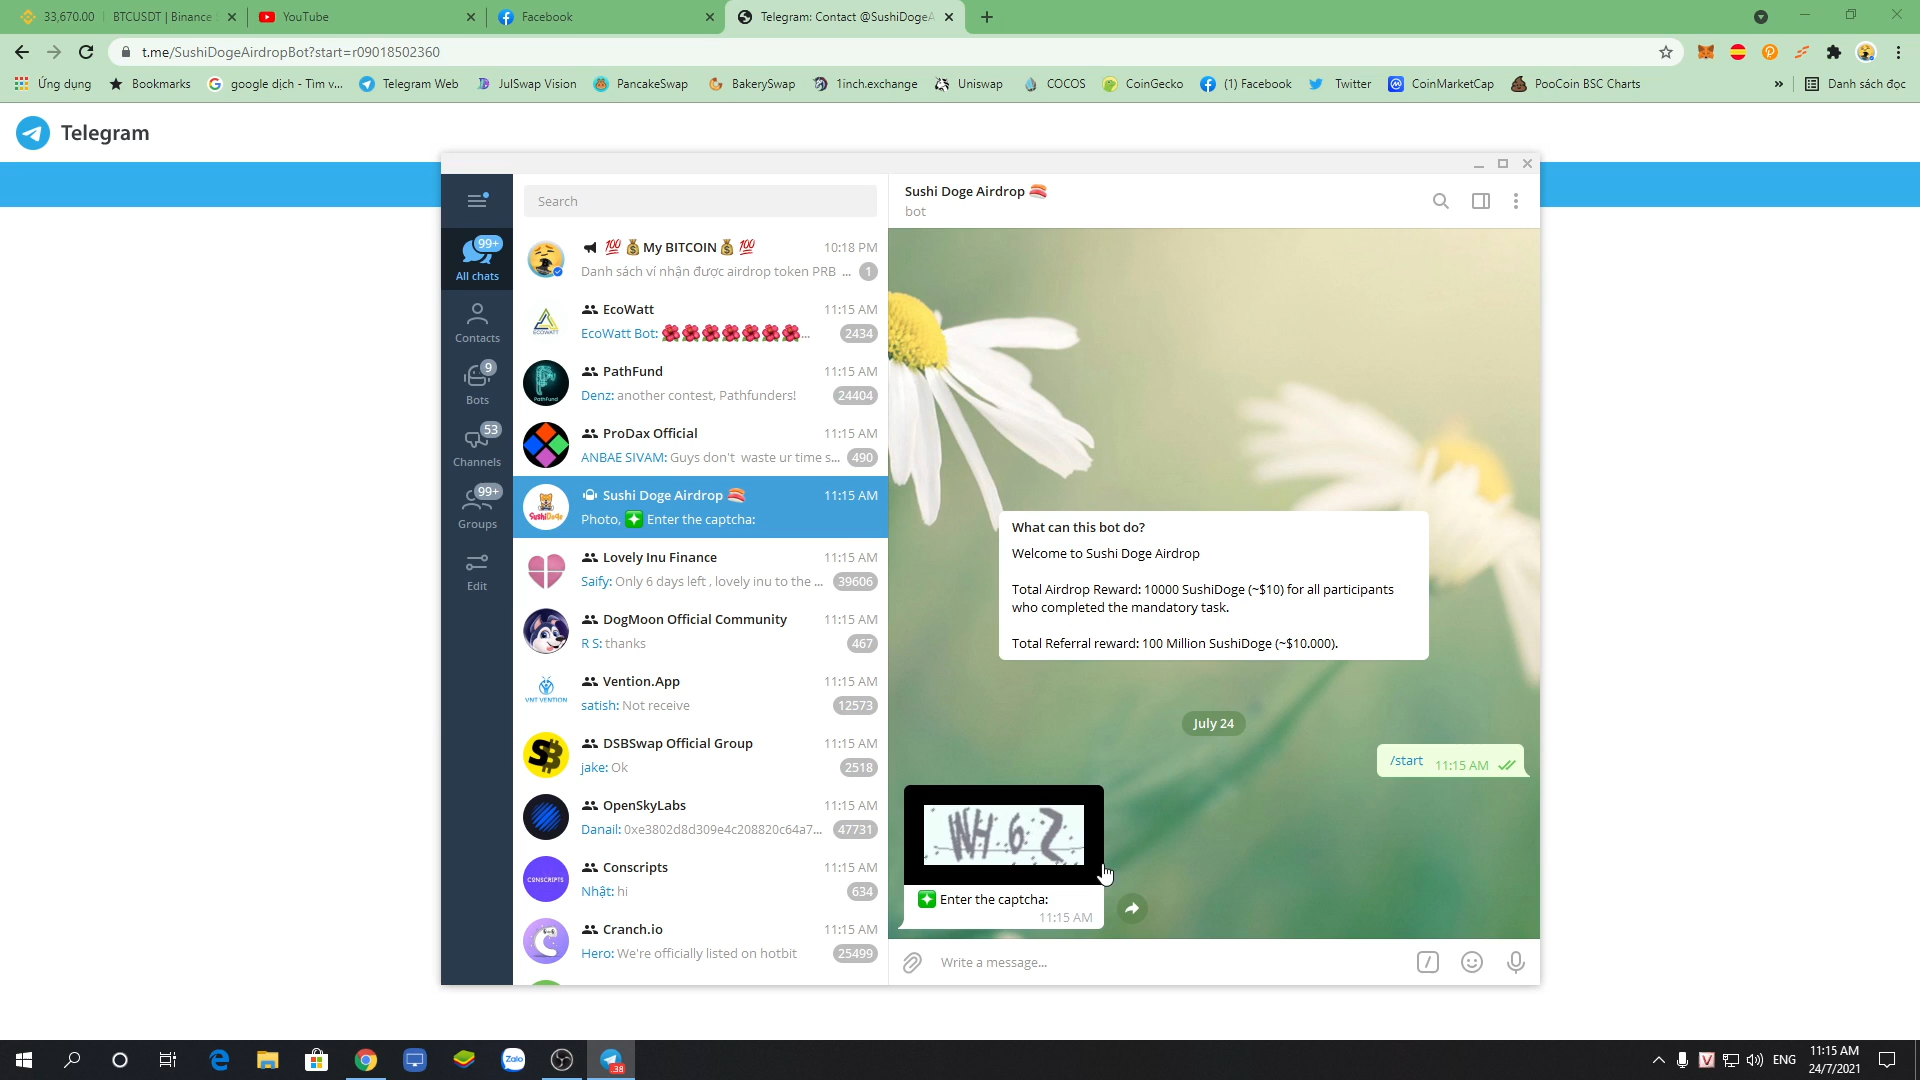 33,670.00 | BTCUSDT | Binance
YouTube
Facebook
Telegram: Contact @SushiDogeA
t.me/SushiDogeAirdropBot?start=r09018502360
Ứng dụng
Bookmarks
google dịch - Tìm v...
Telegram Web
JulSwap Vision
PancakeSwap
BakerySwap
1inch.exchange
Uniswap
COCOS
CoinGecko
(1) Facebook
Twitter
CoinMarketCap
PooCoin BSC Charts
»
Danh sách đọc
Telegram
99+
All chats
Contacts
9
Bots
53
Channels
99+
Groups
Edit
Search
💯💰My BITCOIN💰💯 10:18 PM
Danh sách ví nhận được airdrop token PRB ... 1
EcoWatt 11:15 AM
EcoWatt Bot: 🌺🌺🌺🌺🌺🌺🌺... 2434
PathFund 11:15 AM
Denz: another contest, Pathfunders! 24404
ProDax Official 11:15 AM
ANBAE SIVAM: Guys don't waste ur time s... 490
Sushi Doge Airdrop 🍣 11:15 AM
Photo, Enter the captcha:
Lovely Inu Finance 11:15 AM
Saify: Only 6 days left , lovely inu to the ... 39606
DogMoon Official Community 11:15 AM
R S: thanks 467
Vention.App 11:15 AM
satish: Not receive 12573
DSBSwap Official Group 11:15 AM
jake: Ok 2518
OpenSkyLabs 11:15 AM
Danail: 0xe3802d8d309e4c208820c64a7... 47731
Conscripts 11:15 AM
Nhật: hi 634
Cranch.io 11:15 AM
Hero: We're officially listed on hotbit 25499
ECOWATT
PathFund
SushiDoge
VNT VENTION
CONSCRIPTS
Sushi Doge Airdrop 🍣
bot
What can this bot do?
Welcome to Sushi Doge Airdrop
Total Airdrop Reward: 10000 SushiDoge (~$10) for all participants
who completed the mandatory task.
Total Referral reward: 100 Million SushiDoge (~$10.000).
July 24
/start 11:15 AM
Enter the captcha:
11:15 AM
Write a message...
Zalo
.38
ENG
11:15 AM
24/7/2021